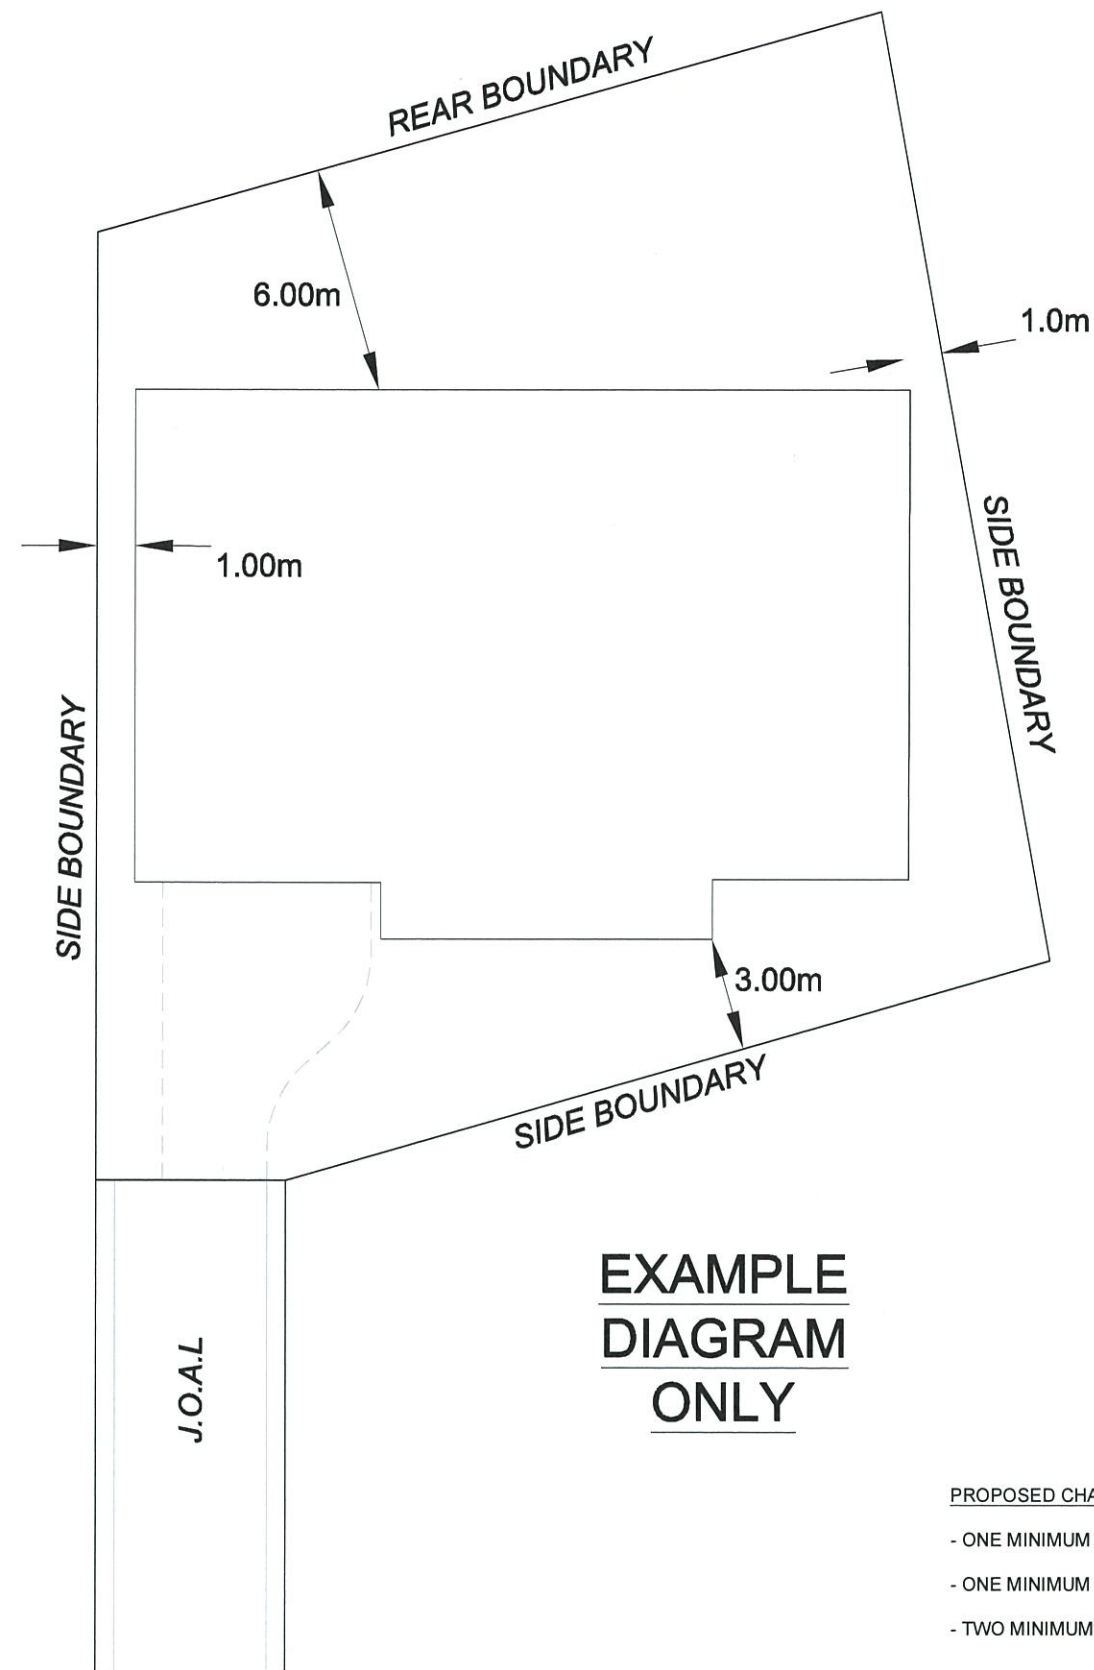 REAR BOUNDARY
6.00m
1.0m
1.00m
SIDE BOUNDARY
SIDE BOUNDARY
3.00m
SIDE BOUNDARY
EXAMPLE
DIAGRAM
ONLY
J.O.A.L
PROPOSED CHA
- ONE MINIMUM
- ONE MINIMUM
- TWO MINIMUM